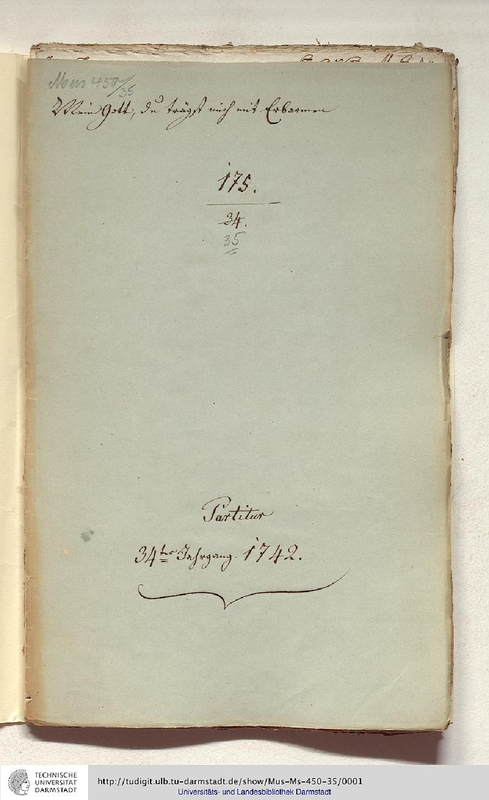 Mus 450/35
Mein Gott, du trägst mich mit Erbarmen
175.
34.
35
Partitur
34ter Jahrgang. 1742.
TECHNISCHE
UNIVERSITÄT
DARMSTADT
http://tudigit.ulb.tu-darmstadt.de/show/Mus-Ms-450-35/0001
Universitäts- und Landesbibliothek Darmstadt